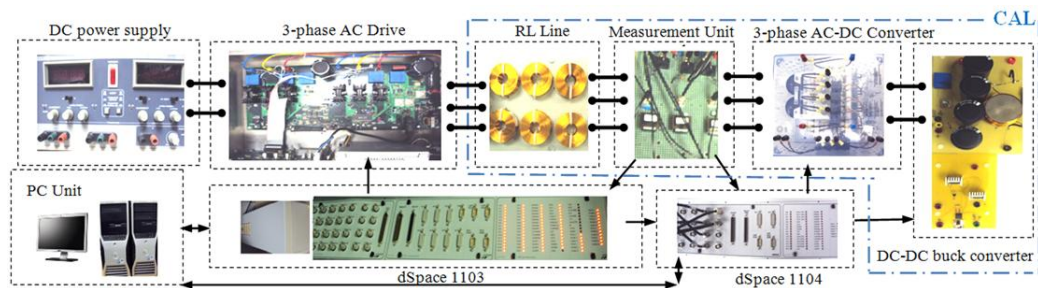 CAL
DC power supply
3-phase AC Drive
RL Line
Measurement Unit
3-phase AC-DC Converter
PC Unit
dSpace 1103
dSpace 1104
DC-DC buck converter